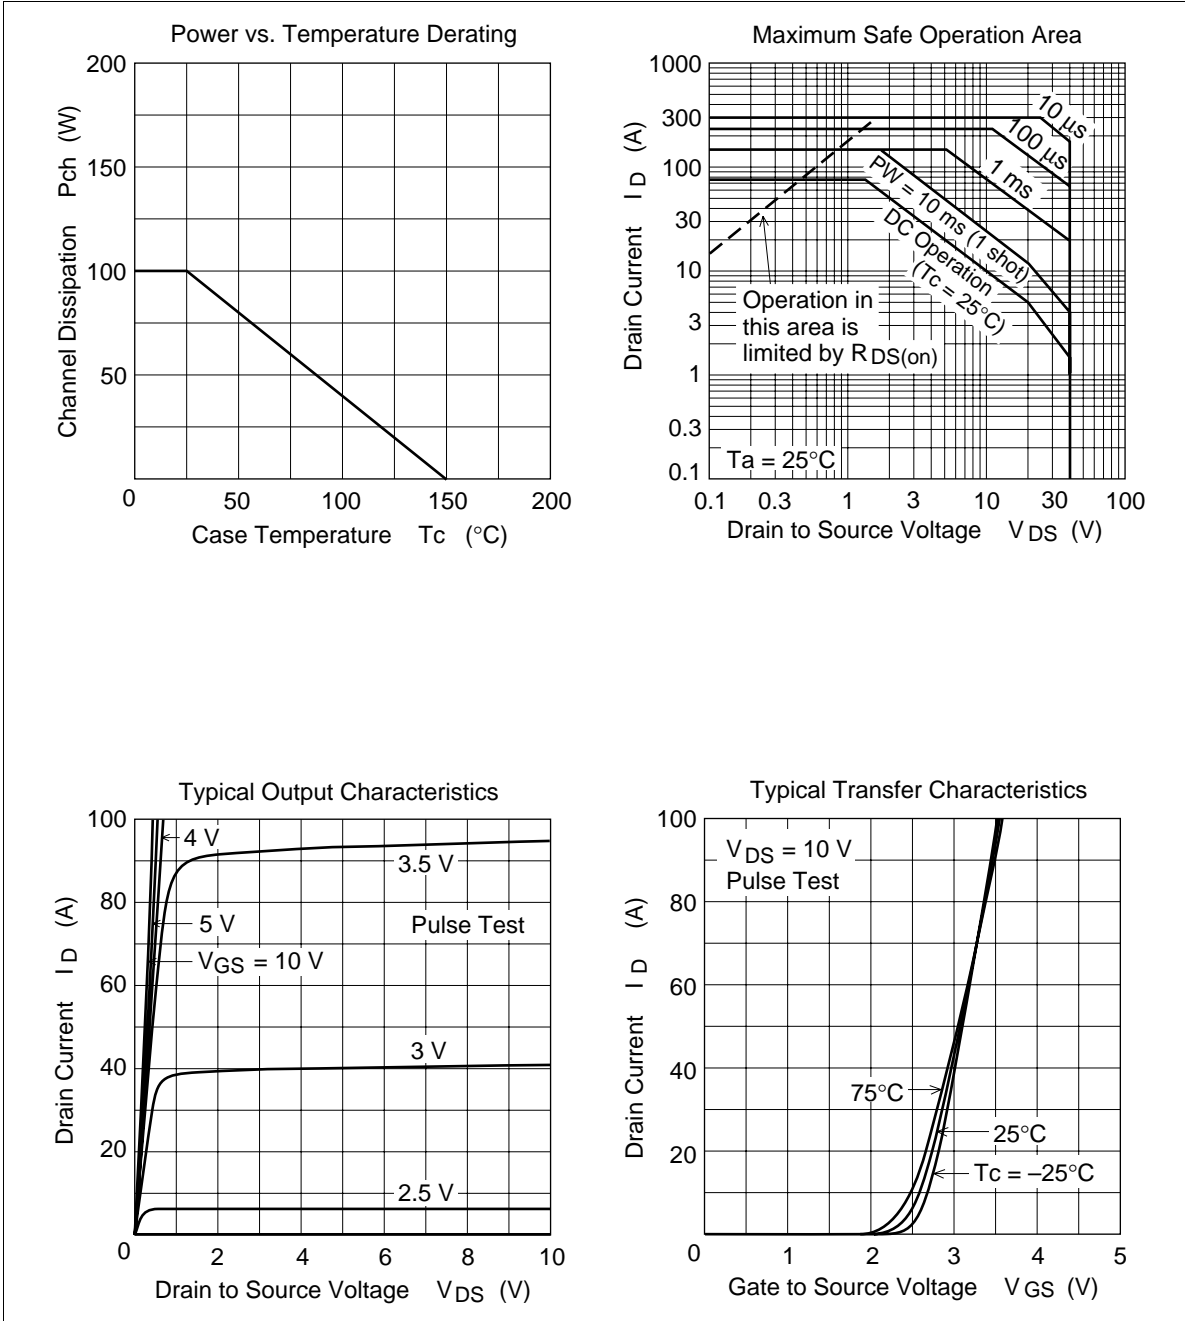 Power vs. Temperature Derating
200
150
100
50
0
50
100
150
200
Channel Dissipation Pch (W)
Case Temperature Tc (°C)
Maximum Safe Operation Area
1000
300
100
30
10
3
1
0.3
0.1
0.1
0.3
1
3
10
30
100
Drain Current I D (A)
Drain to Source Voltage V DS (V)
10 µs
100 µs
1 ms
PW = 10 ms (1 shot)
DC Operation
(Tc = 25°C)
Operation in
this area is
limited by R DS(on)
Ta = 25°C
Typical Output Characteristics
100
80
60
40
20
0
2
4
6
8
10
Drain Current I D (A)
Drain to Source Voltage V DS (V)
4 V
3.5 V
5 V
Pulse Test
VGS = 10 V
3 V
2.5 V
Typical Transfer Characteristics
100
80
60
40
20
0
1
2
3
4
5
Drain Current I D (A)
Gate to Source Voltage V GS (V)
V DS = 10 V
Pulse Test
75°C
25°C
Tc = –25°C